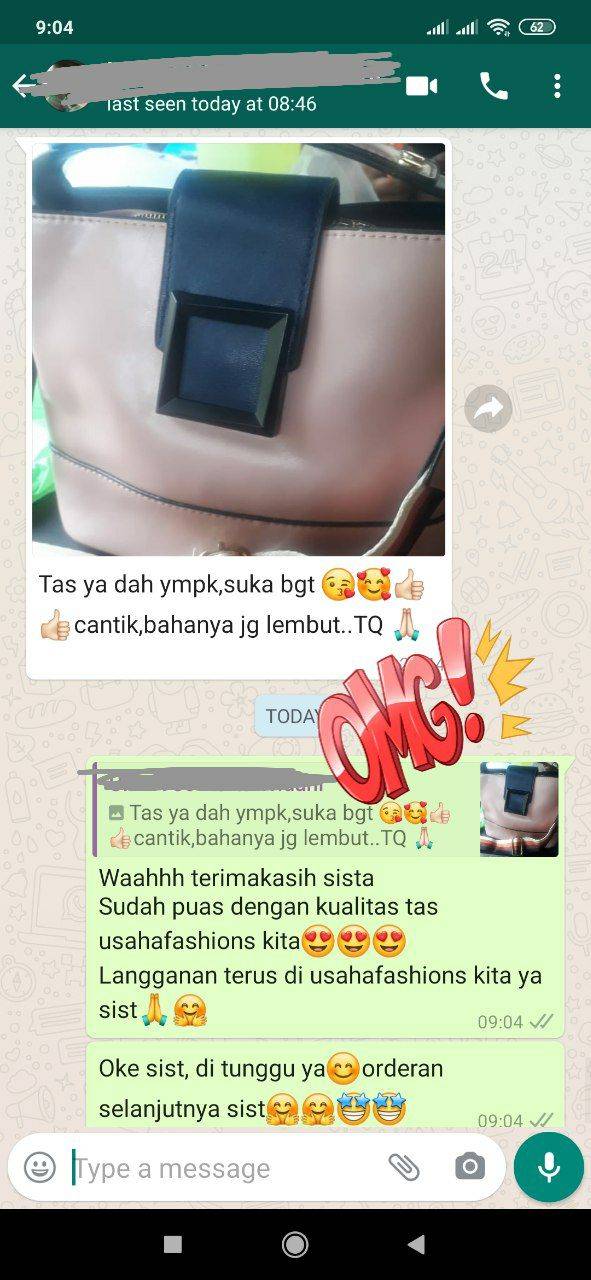 9:04
62
last seen today at 08:46
24
Tas ya dah ympk,suka bgt 😘🥰👍🏻
👍🏻cantik,bahanya jg lembut..TQ 🙏🏻
OMG!
Tas ya dah ympk,suka bgt 😘🥰👍🏻
👍🏻cantik,bahanya jg lembut..TQ 🙏🏻
Waahhh terimakasih sista
Sudah puas dengan kualitas tas
usahafashions kita😍😍😍
Langganan terus di usahafashions kita ya
sist🙏🤗
09:04
Oke sist, di tunggu ya😊orderan
selanjutnya sist🤗🤗🤩🤩
09:04
Type a message